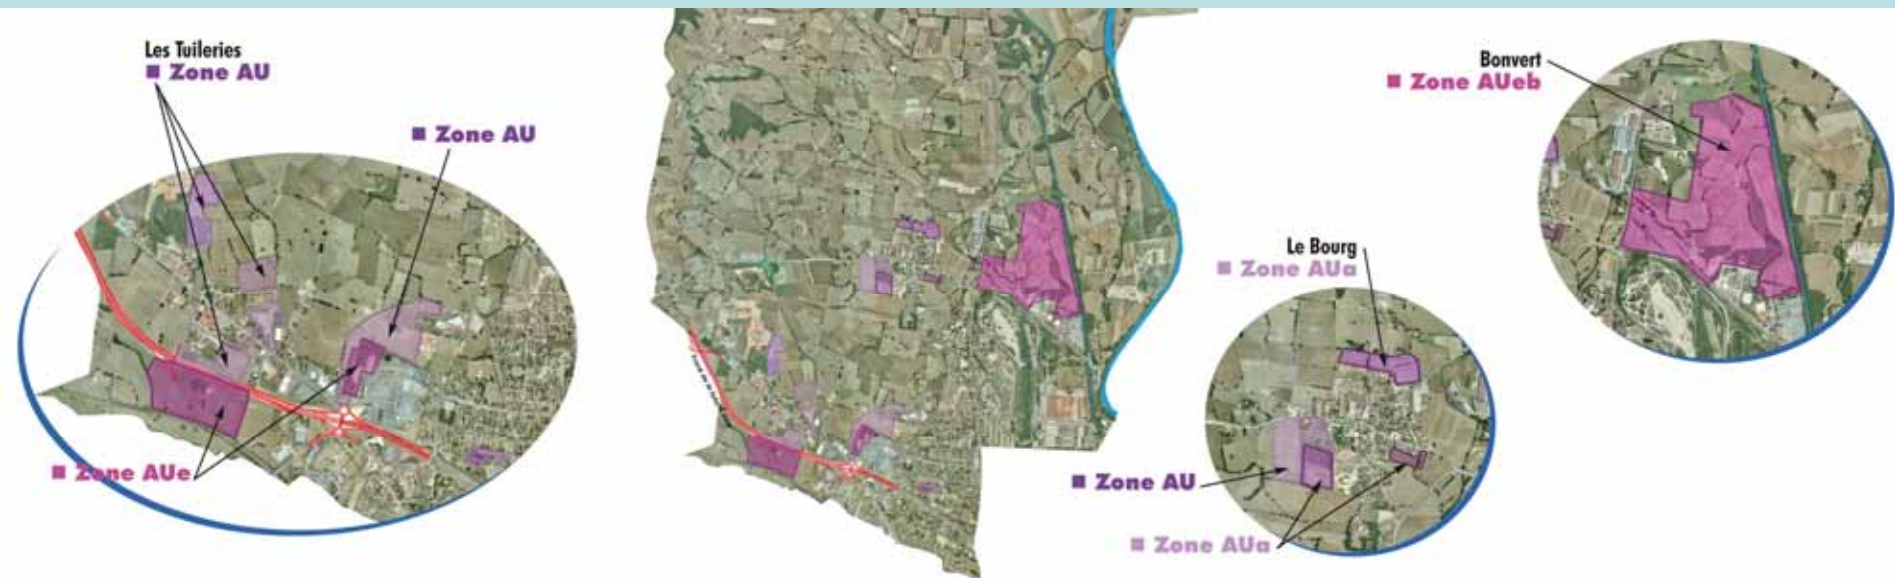 Les Tuileries
Zone AU
Zone AU
Zone AUe
Bonvert
Zone AUeb
Le Bourg
Zone AUa
Zone AU
Zone AUa